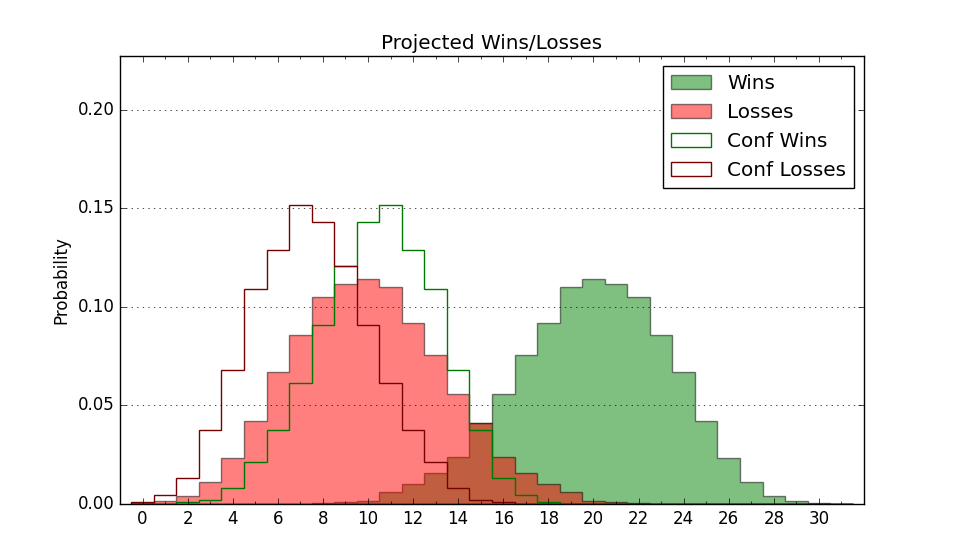 Projected Wins/Losses
Wins
Losses
Conf Wins
Conf Losses
Probability
0.20
0.15
0.10
0.05
0.00
0 2 4 6 8 10 12 14 16 18 20 22 24 26 28 30